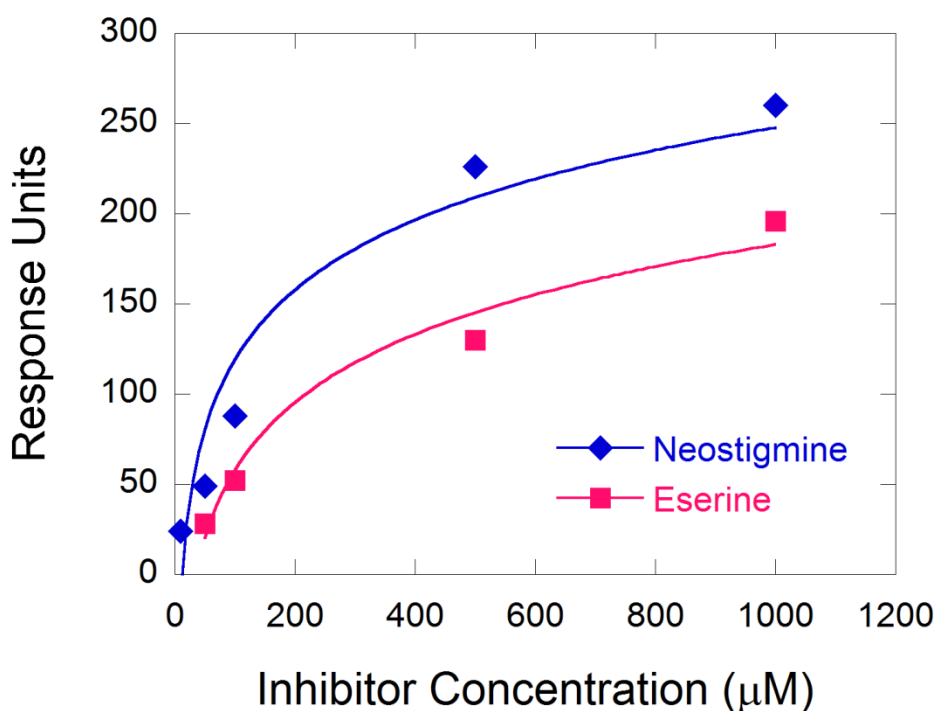 300
250
200
150
100
50
0
Response Units
Neostigmine
Eserine
0 200 400 600 800 1000 1200
Inhibitor Concentration (μM)